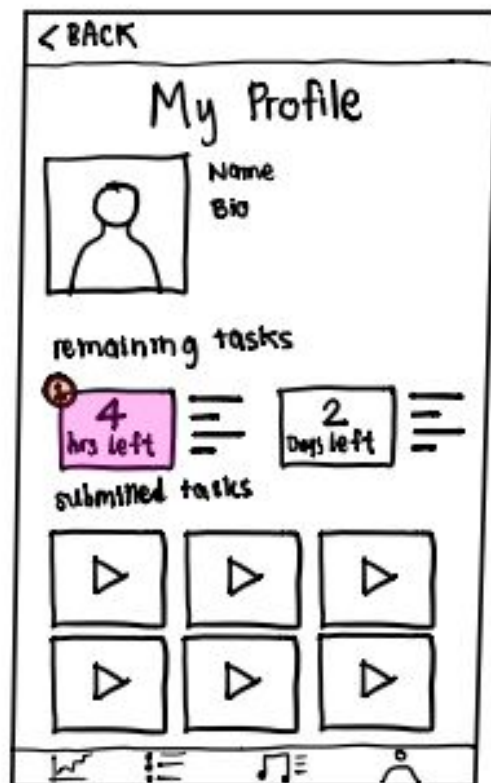 < BACK
My Profile
Name
Bio
remaining tasks
4
hrs left
2
Days left
submitted tasks